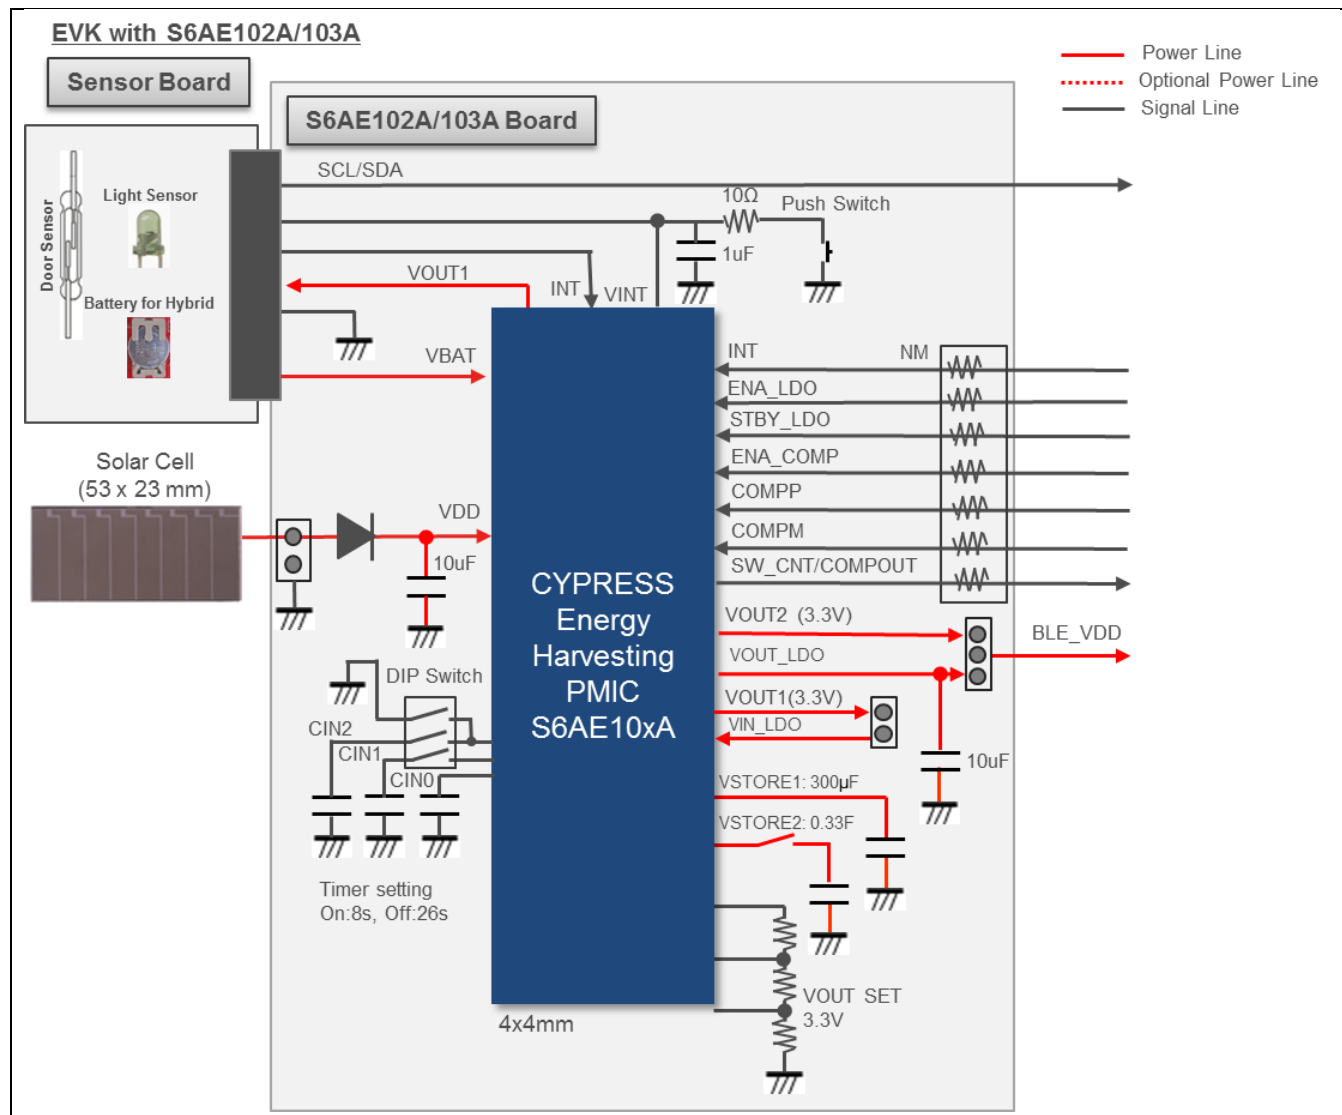 EVK with S6AE102A/103A
Sensor Board
Power Line
Optional Power Line
Signal Line
S6AE102A/103A Board
SCL/SDA
Light Sensor
Door Sensor
Battery for Hybrid
10Ω
Push Switch
1uF
VOUT1
INT
VINT
VBAT
INT
NM
ENA_LDO
STBY_LDO
ENA_COMP
COMPP
COMPM
SW_CNT/COMPOUT
Solar Cell
(53 x 23 mm)
VDD
10uF
CYPRESS
Energy
Harvesting
PMIC
S6AE10xA
VOUT2 (3.3V)
BLE_VDD
VOUT_LDO
VOUT1(3.3V)
VIN_LDO
10uF
DIP Switch
CIN2
CIN1
CIN0
VSTORE1: 300µF
VSTORE2: 0.33F
Timer setting
On:8s, Off:26s
VOUT SET
3.3V
4x4mm